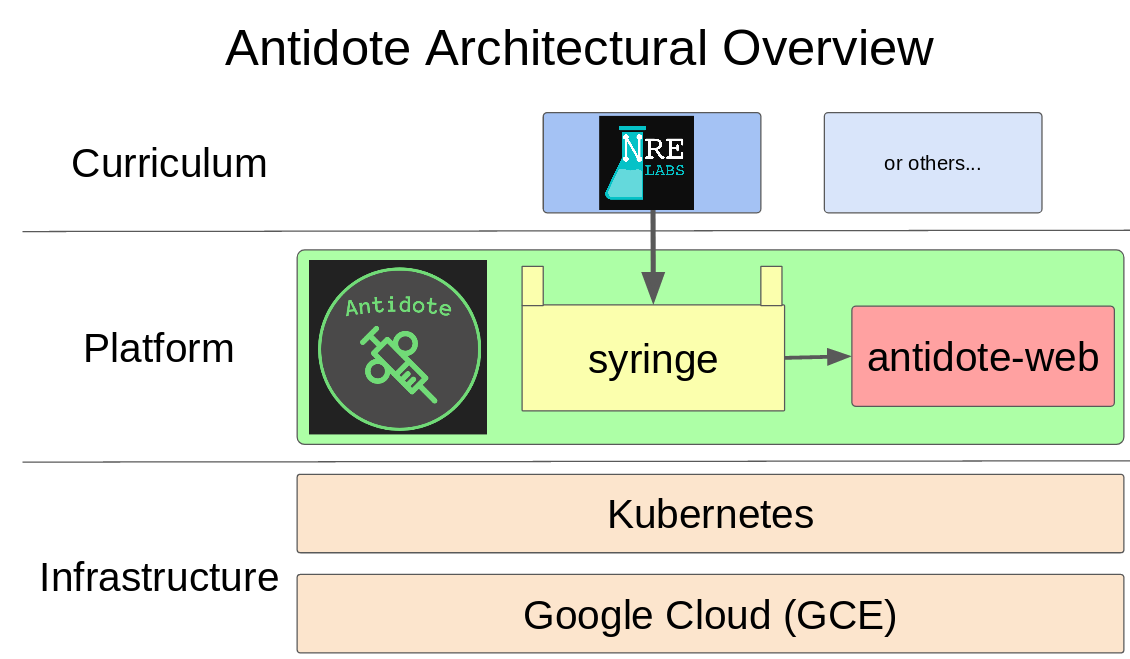 Antidote Architectural Overview
Curriculum
NRE
LABS
or others...
Platform
Antidote
syringe
antidote-web
Infrastructure
Kubernetes
Google Cloud (GCE)